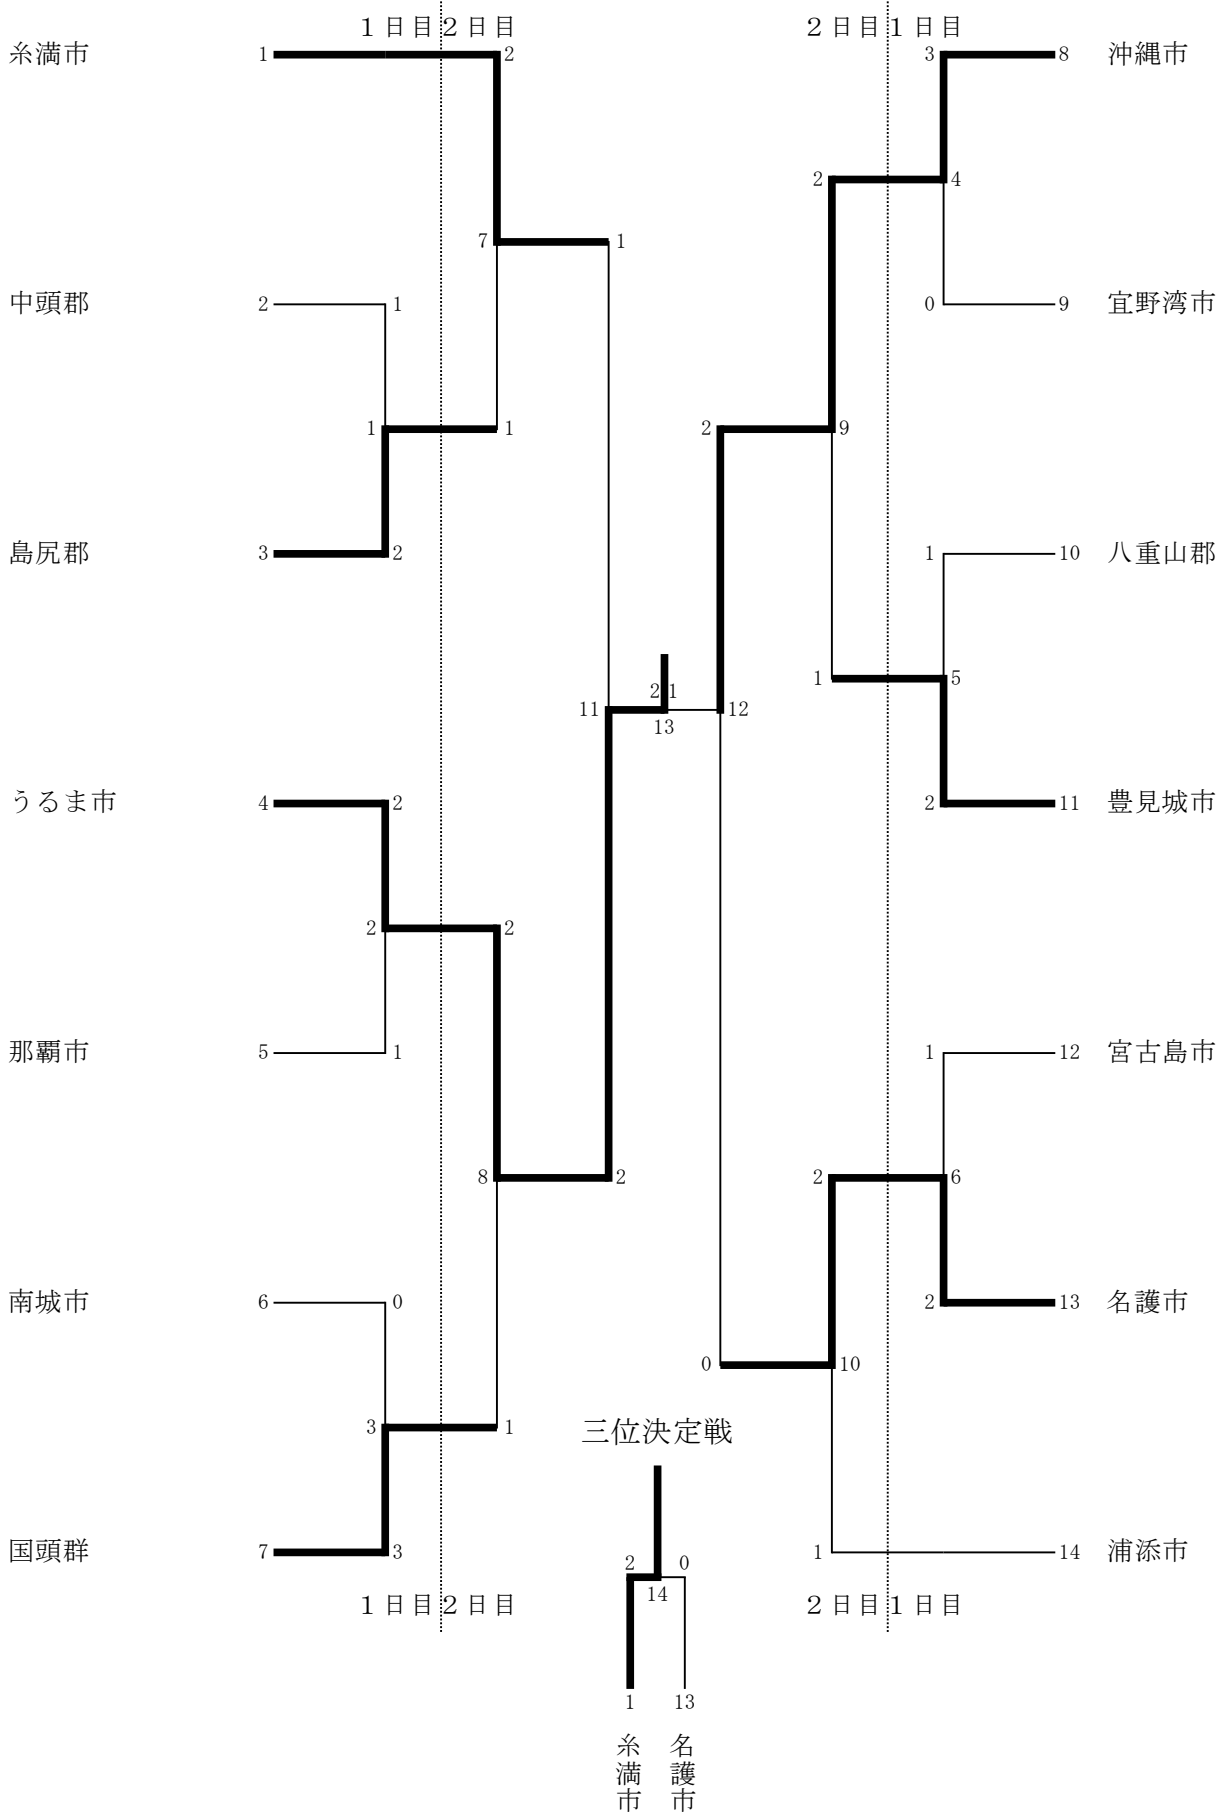 1日目 2日目 2日目 1日目
糸満市 1 2 3 8 沖縄市
2 4
7 1
中頭郡 2 1 0 9 宜野湾市
1 1 2 9
島尻郡 3 2 1 10 八重山郡
1 5
2 1
11 12
13
うるま市 4 2 2 11 豊見城市
2 2
那覇市 5 1 1 12 宮古島市
8 2 2 6
南城市 6 0 2 13 名護市
0 10
3 1
三位決定戦
国頭群 7 3 1 14 浦添市
2 0
14
1日目 2日目 2日目 1日目
1 13
糸満市 名護市